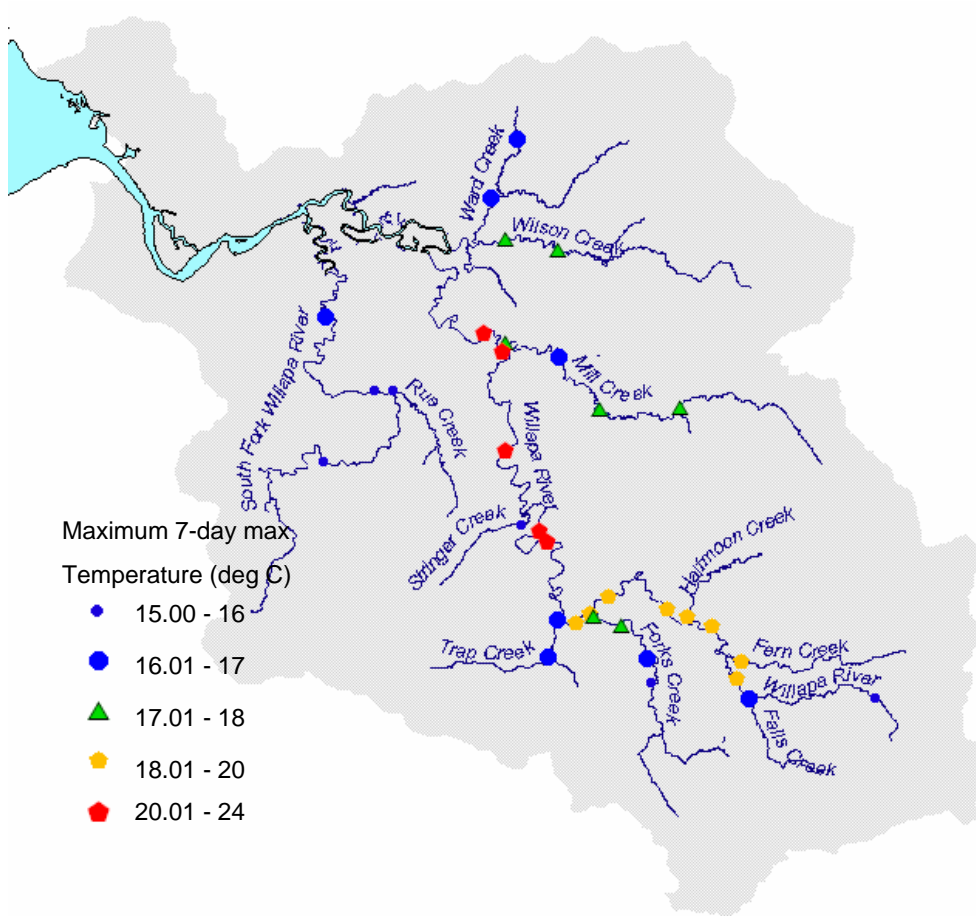 Ward Creek
Wilson Creek
South Fork Willapa River
Rue Creek
Mill Creek
Willapa River
Stringer Creek
Halfmoon Creek
Trap Creek
Forks Creek
Fern Creek
Willapa River
Falls Creek
Maximum 7-day max
Temperature (deg C)
15.00 - 16
16.01 - 17
17.01 - 18
18.01 - 20
20.01 - 24